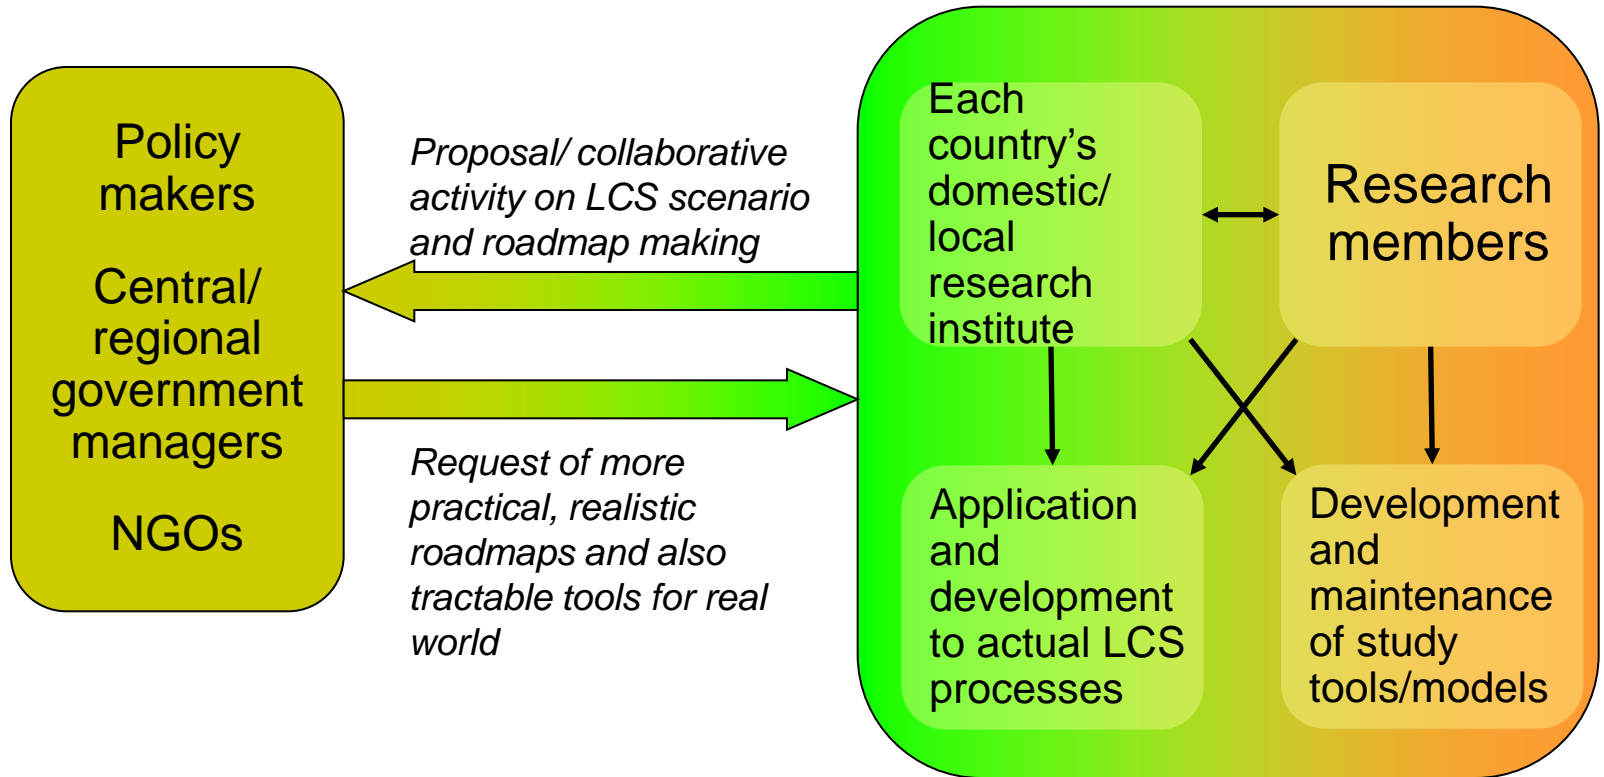 Policy
makers
Central/
regional
government
managers
NGOs
Proposal/ collaborative
activity on LCS scenario
and roadmap making
Request of more
practical, realistic
roadmaps and also
tractable tools for real
world
Each
country's
domestic/
local
research
institute
Research
members
Application
and
development
to actual LCS
processes
Development
and
maintenance
of study
tools/models